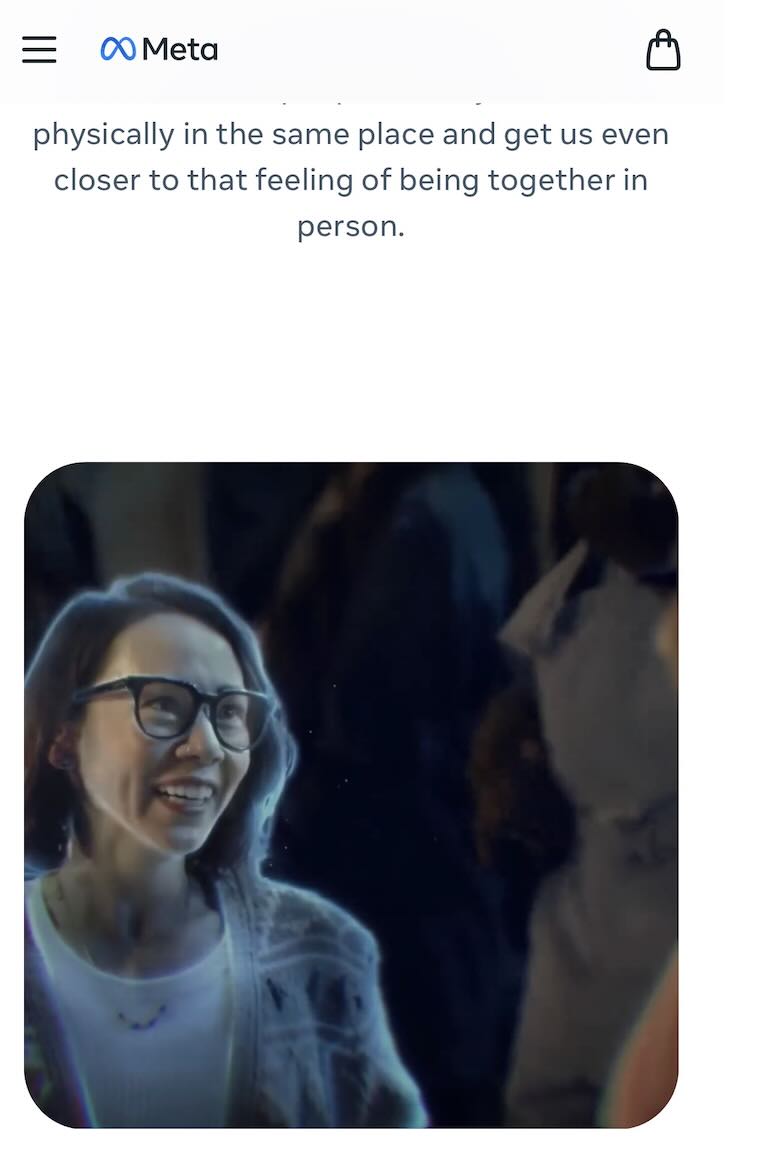 Meta
physically in the same place and get us even
closer to that feeling of being together in
person.